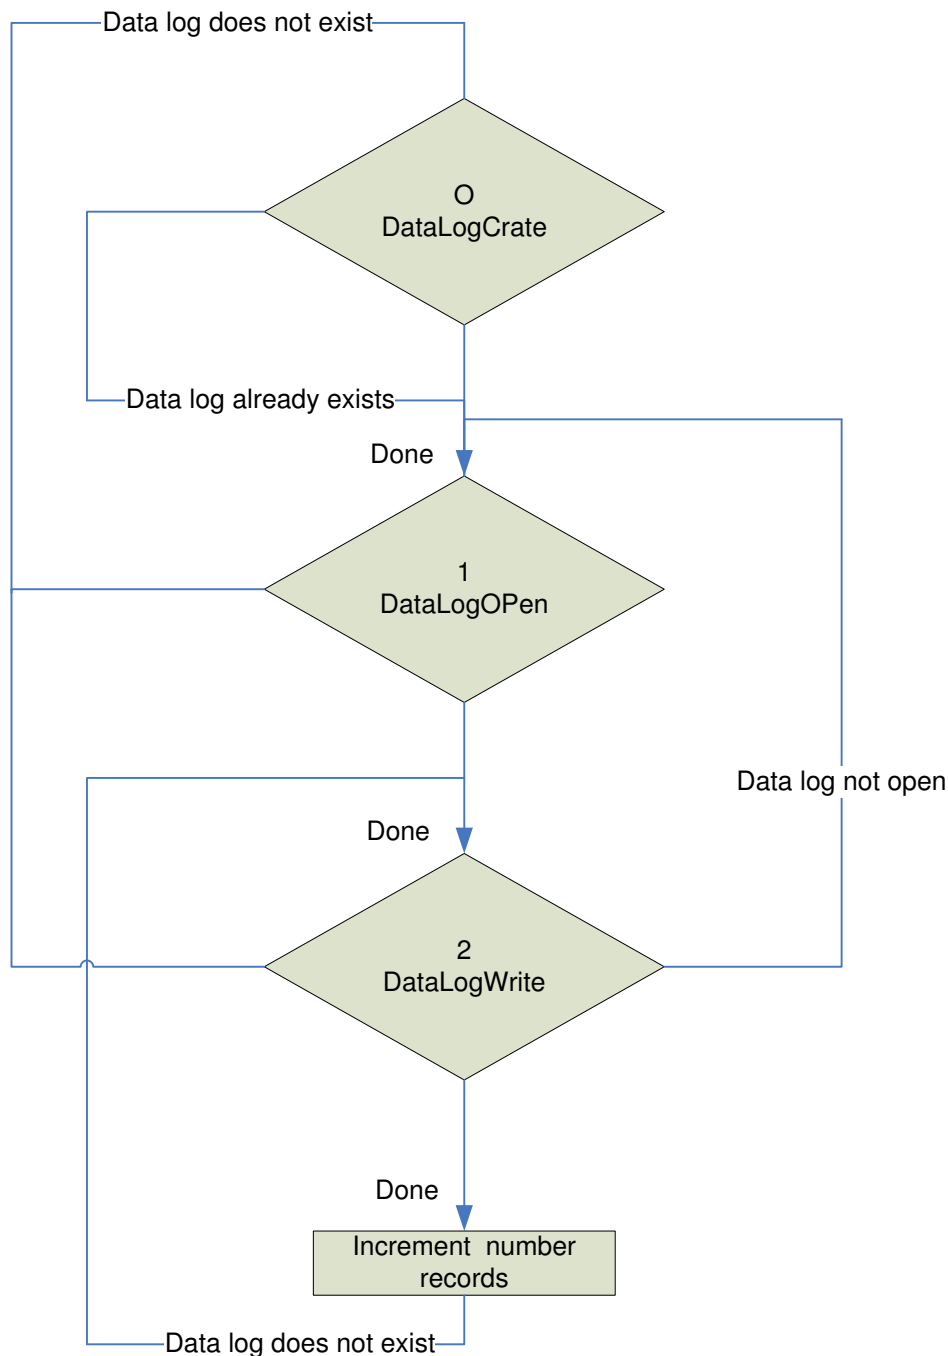 Data log does not exist
O
DataLogCrate
Data log already exists
Done
1
DataLogOPen
Data log not open
Done
2
DataLogWrite
Done
Increment number
records
Data log does not exist